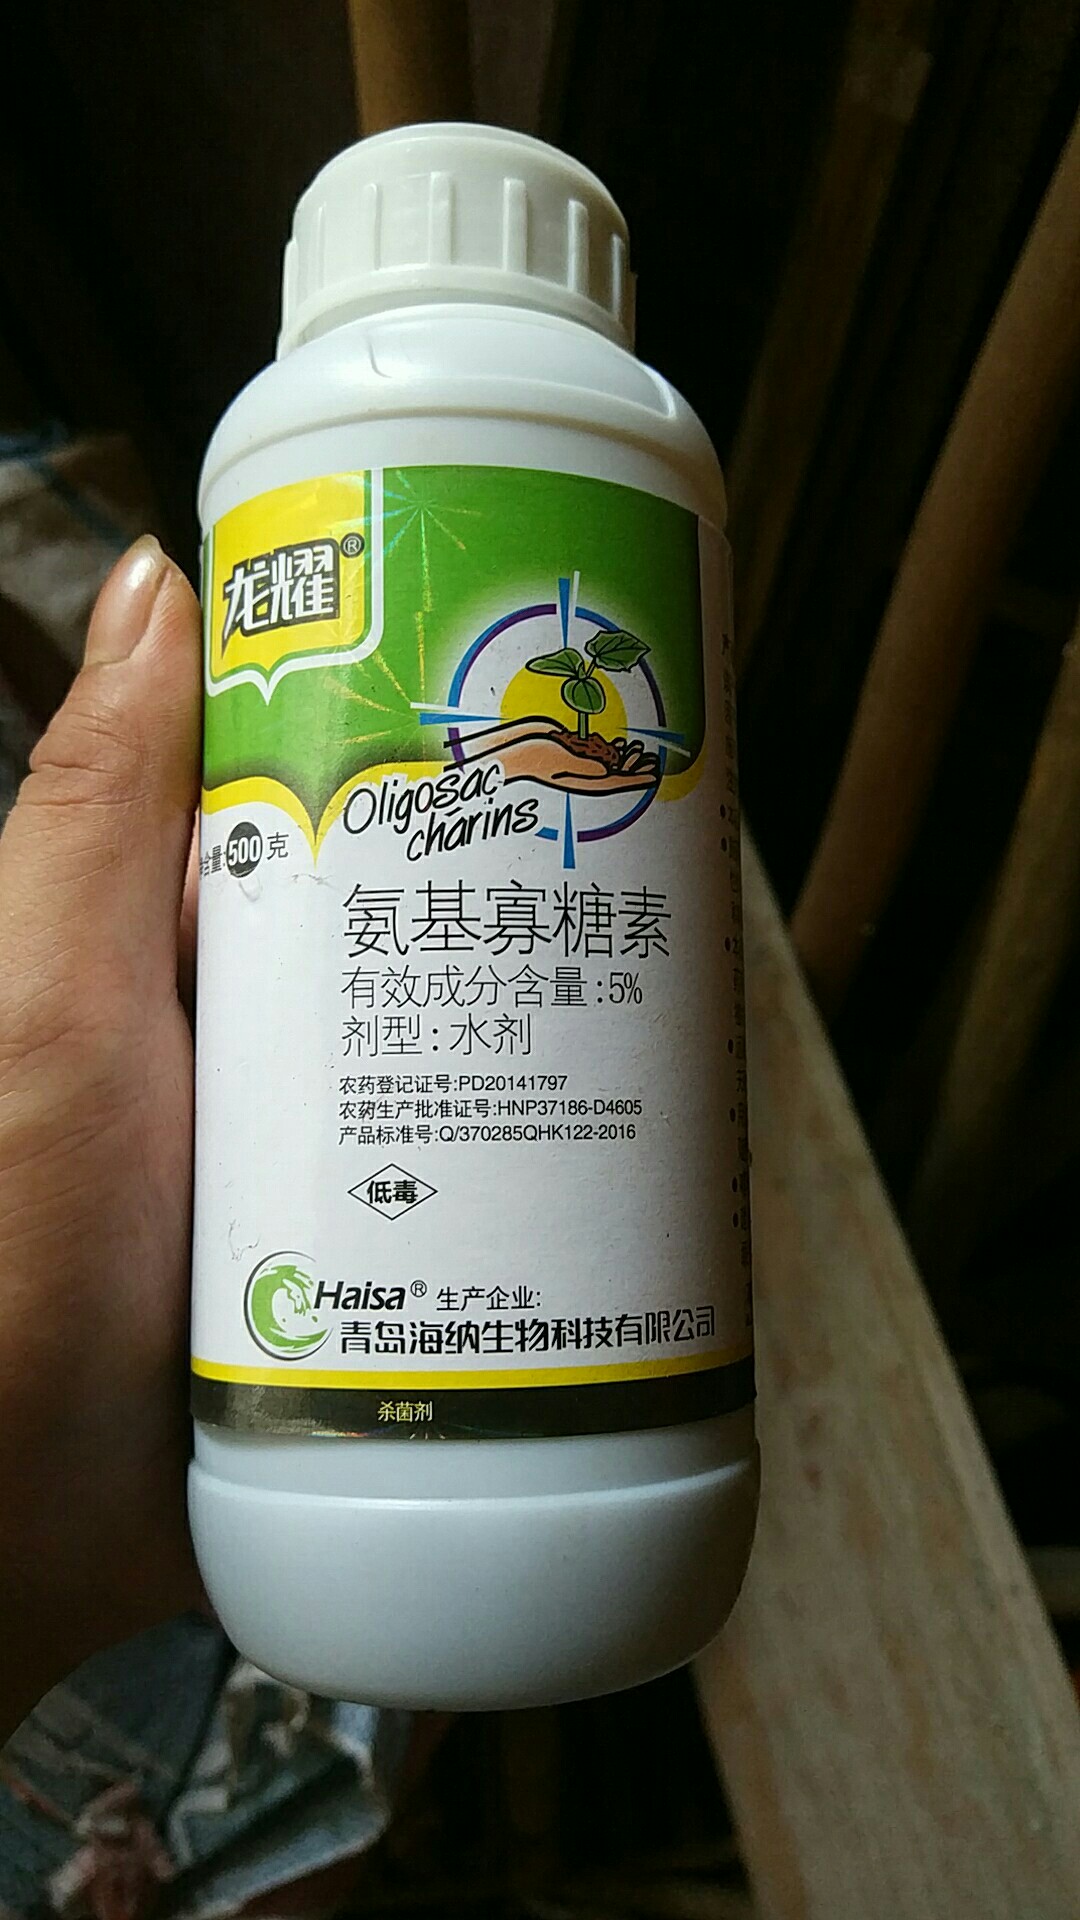 龙耀®
Oligosac-
charins
含量:500克
氨基寡糖素
有效成分含量:5%
剂型:水剂
农药登记证号:PD20141797
农药生产批准证号:HNP37186-D4605
产品标准号:Q/370285QHK122-2016
低毒
Haisa® 生产企业:
青岛海纳生物科技有限公司
杀菌剂